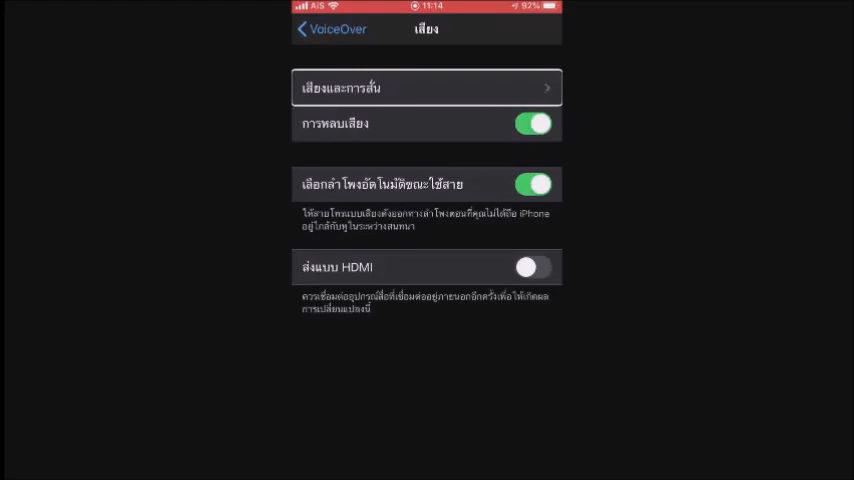 AIS 11:14 92%
VoiceOver เสียง
เสียงและการสั่น
การหลบเสียง
เลือกลำโพงอัตโนมัติขณะใช้สาย
ให้สายโทรแบบเสียงดังออกทางลำโพงตอนที่คุณไม่ได้ถือ iPhone
อยู่ใกล้กับหูในระหว่างสนทนา
ส่งแบบ HDMI
ควรเชื่อมต่ออุปกรณ์สื่อที่เชื่อมต่ออยู่ภายนอกอีกครั้งเพื่อให้เกิดผล
การเปลี่ยนแปลงนี้